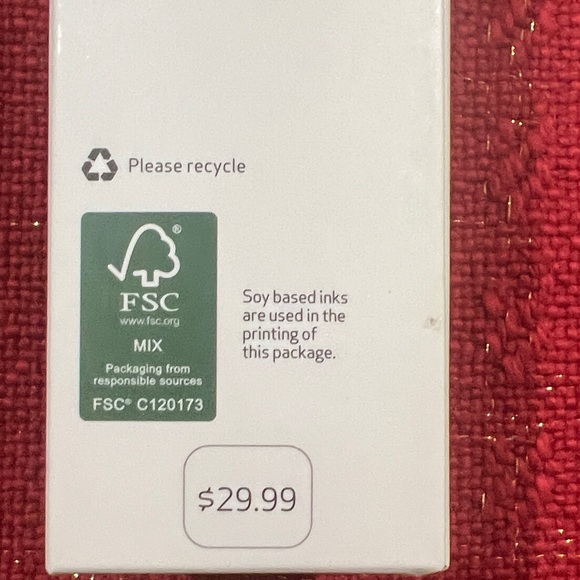 Please recycle
®
FSC
www.fsc.org
MIX
Packaging from
responsible sources
FSC® C120173
Soy based inks
are used in the
printing of
this package.
$29.99